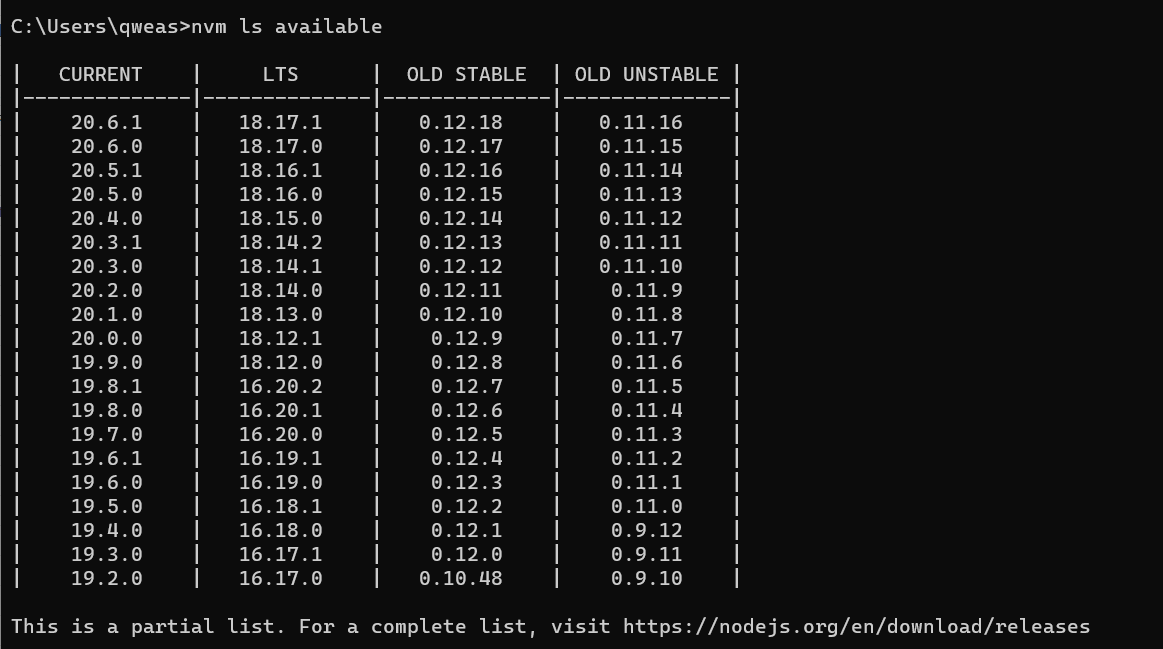 C:\Users\qweas>nvm ls available
|   CURRENT    |     LTS      |  OLD STABLE  | OLD UNSTABLE |
|--------------|--------------|--------------|--------------|
|    20.6.1    |   18.17.1    |   0.12.18    |   0.11.16    |
|    20.6.0    |   18.17.0    |   0.12.17    |   0.11.15    |
|    20.5.1    |   18.16.1    |   0.12.16    |   0.11.14    |
|    20.5.0    |   18.16.0    |   0.12.15    |   0.11.13    |
|    20.4.0    |   18.15.0    |   0.12.14    |   0.11.12    |
|    20.3.1    |   18.14.2    |   0.12.13    |   0.11.11    |
|    20.3.0    |   18.14.1    |   0.12.12    |   0.11.10    |
|    20.2.0    |   18.14.0    |   0.12.11    |    0.11.9    |
|    20.1.0    |   18.13.0    |   0.12.10    |    0.11.8    |
|    20.0.0    |   18.12.1    |    0.12.9    |    0.11.7    |
|    19.9.0    |   18.12.0    |    0.12.8    |    0.11.6    |
|    19.8.1    |   16.20.2    |    0.12.7    |    0.11.5    |
|    19.8.0    |   16.20.1    |    0.12.6    |    0.11.4    |
|    19.7.0    |   16.20.0    |    0.12.5    |    0.11.3    |
|    19.6.1    |   16.19.1    |    0.12.4    |    0.11.2    |
|    19.6.0    |   16.19.0    |    0.12.3    |    0.11.1    |
|    19.5.0    |   16.18.1    |    0.12.2    |    0.11.0    |
|    19.4.0    |   16.18.0    |    0.12.1    |    0.9.12    |
|    19.3.0    |   16.17.1    |    0.12.0    |    0.9.11    |
|    19.2.0    |   16.17.0    |   0.10.48    |    0.9.10    |
This is a partial list. For a complete list, visit https://nodejs.org/en/download/releases